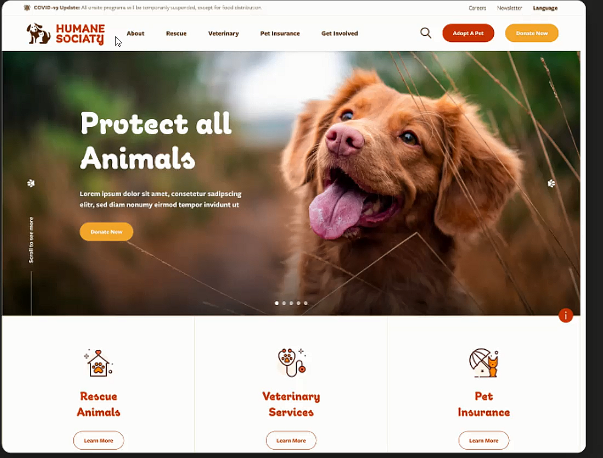 COVID-19 Update: All onsite programs will be temporarily suspended, except for food distribution.
Careers Newsletter Language
HUMANE
SOCIETY
About Rescue Veterinary Pet Insurance Get Involved
Adopt A Pet Donate Now
Protect all
Animals
Lorem ipsum dolor sit amet, consetetur sadipscing
elitr, sed diam nonumy eirmod tempor invidunt ut
Donate Now
Scroll to see more
i
Rescue
Animals
Learn More
Veterinary
Services
Learn More
Pet
Insurance
Learn More